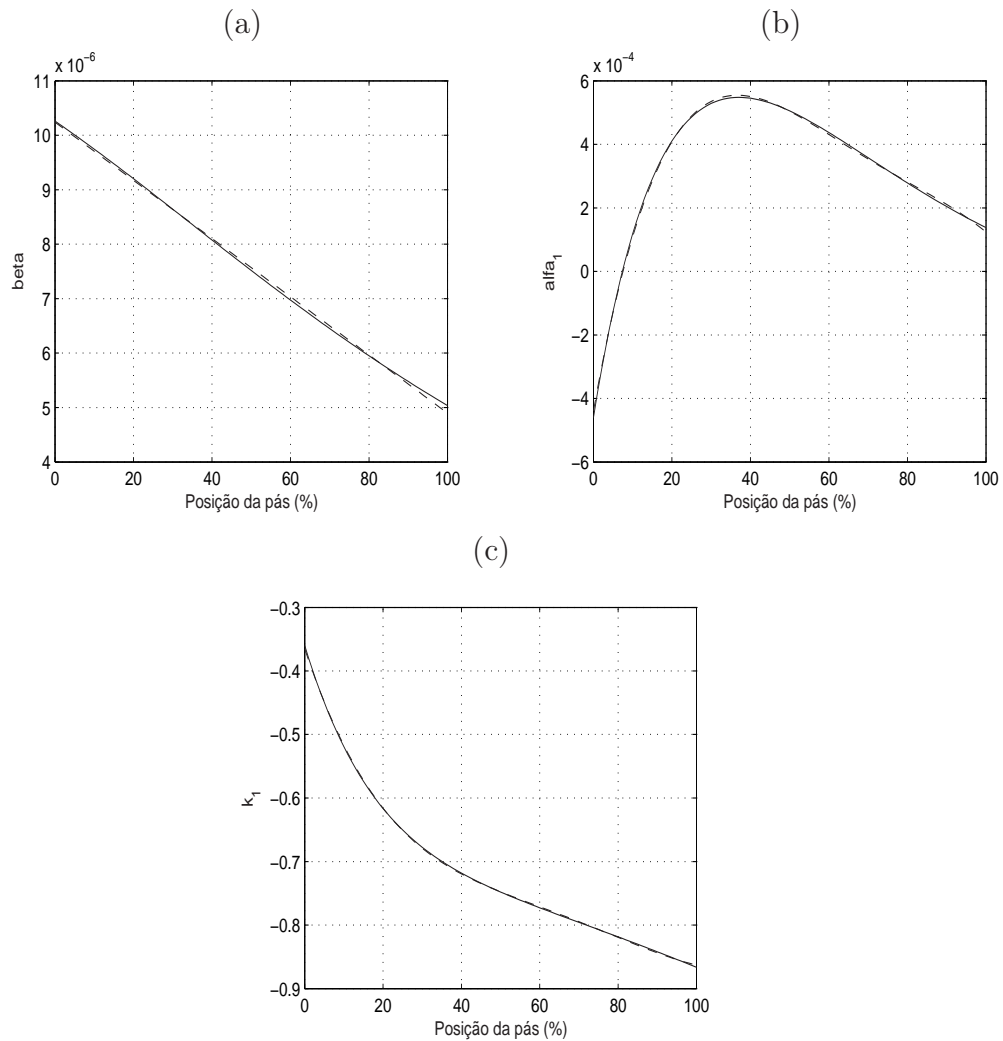 (a)
x 10⁻⁶
11
10
9
8
7
6
5
4
beta
0 20 40 60 80 100
Posição da pás (%)
(b)
x 10⁻⁴
6
4
2
0
−2
−4
−6
alfa₁
0 20 40 60 80 100
Posição da pás (%)
(c)
−0.3
−0.4
−0.5
−0.6
−0.7
−0.8
−0.9
k₁
0 20 40 60 80 100
Posição da pás (%)